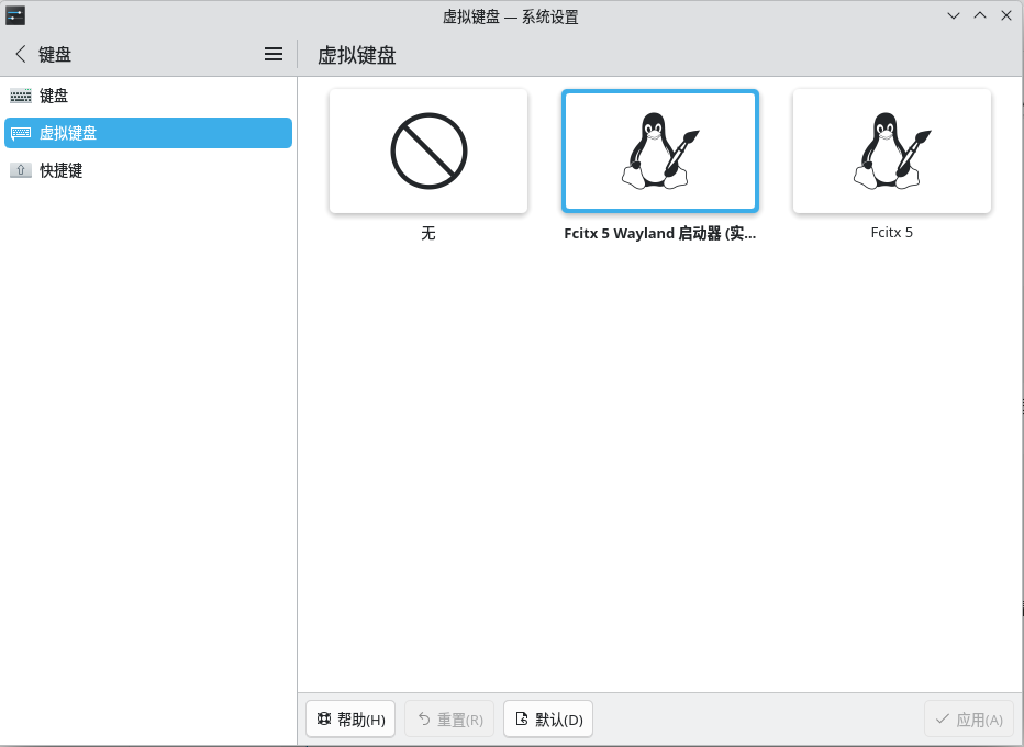 虚拟键盘 — 系统设置
键盘
虚拟键盘
键盘
虚拟键盘
快捷键
无
Fcitx 5 Wayland 启动器 (实...
Fcitx 5
帮助(H)
重置(R)
默认(D)
应用(A)